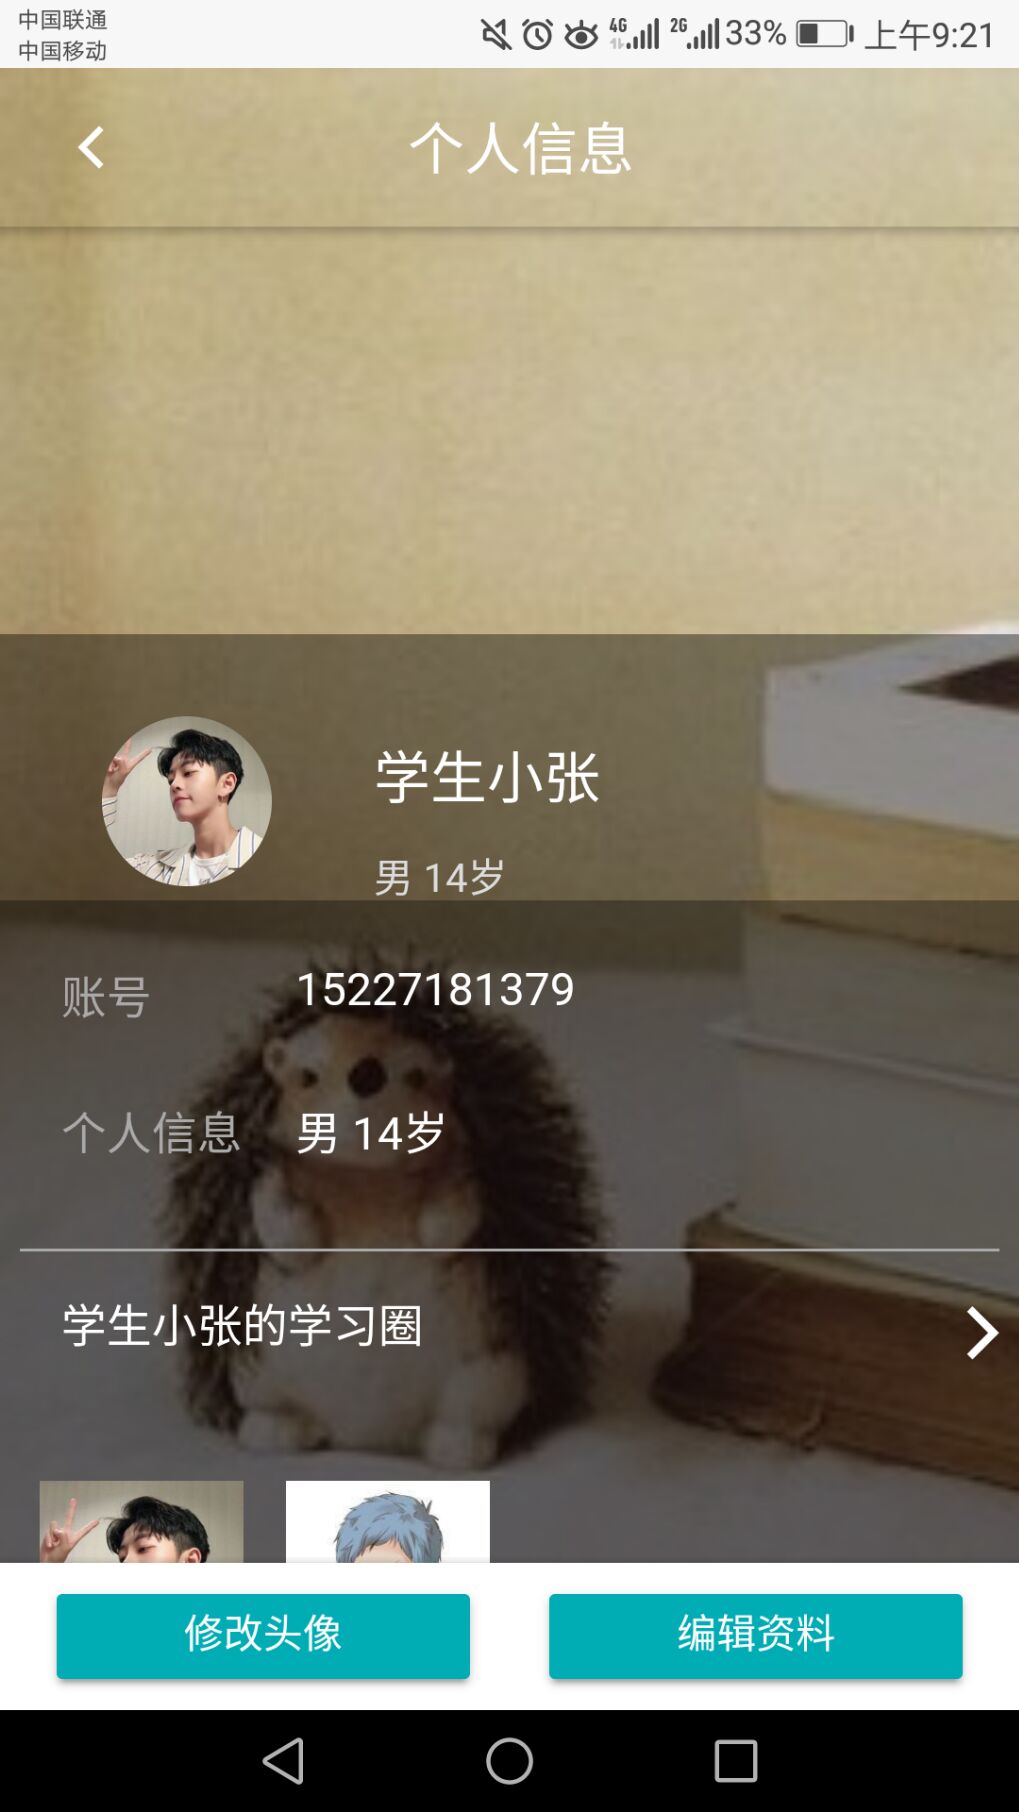 中国联通
中国移动
4G 2G 33% 上午9:21
个人信息
学生小张
男 14岁
账号 15227181379
个人信息 男 14岁
学生小张的学习圈
修改头像 编辑资料